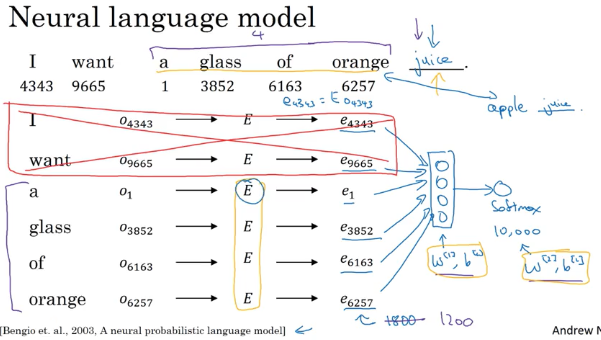 Neural language model
4
I want a glass of orange juice.
4343 9665 1 3852 6163 6257
e4343 = E o4343
apple juice.
I o4343 → E → e4343
want o9665 → E → e9665
a o1 → E → e1
glass o3852 → E → e3852
of o6163 → E → e6163
orange o6257 → E → e6257
softmax
10,000
W[1], b[1]
W[2], b[2]
1800 1200
[Bengio et. al., 2003, A neural probabilistic language model]
Andrew N